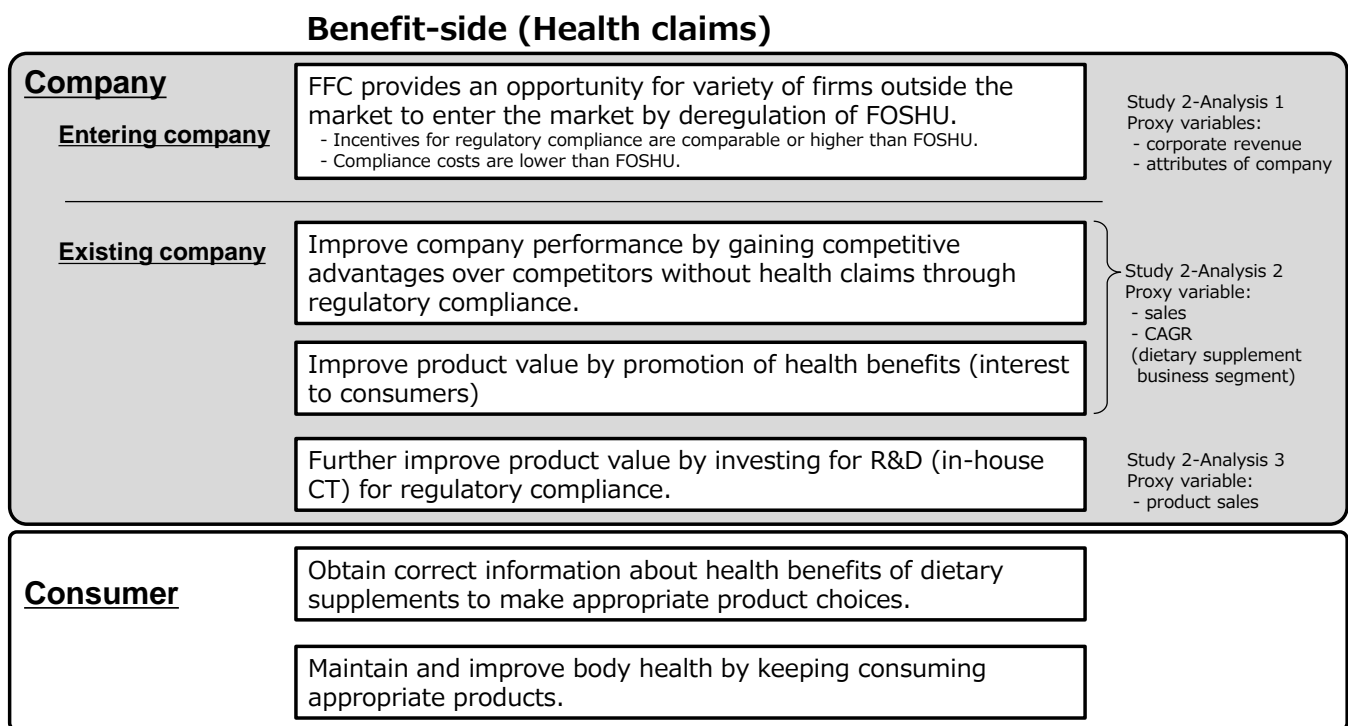 Benefit-side (Health claims)
Company
Entering company
FFC provides an opportunity for variety of firms outside the
market to enter the market by deregulation of FOSHU.
- Incentives for regulatory compliance are comparable or higher than FOSHU.
- Compliance costs are lower than FOSHU.
Study 2-Analysis 1
Proxy variables:
- corporate revenue
- attributes of company
Existing company
Improve company performance by gaining competitive
advantages over competitors without health claims through
regulatory compliance.
Improve product value by promotion of health benefits (interest
to consumers)
Study 2-Analysis 2
Proxy variable:
- sales
- CAGR
(dietary supplement
business segment)
Further improve product value by investing for R&D (in-house
CT) for regulatory compliance.
Study 2-Analysis 3
Proxy variable:
- product sales
Consumer
Obtain correct information about health benefits of dietary
supplements to make appropriate product choices.
Maintain and improve body health by keeping consuming
appropriate products.